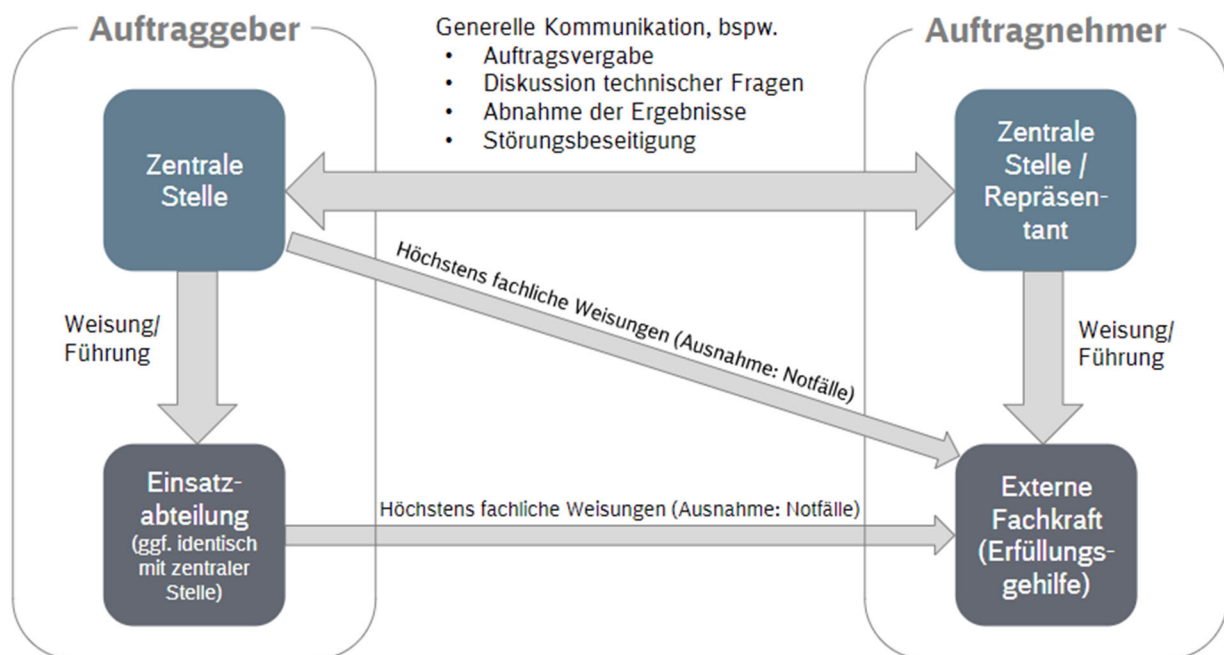 Auftraggeber
Generelle Kommunikation, bspw.
• Auftragsvergabe
• Diskussion technischer Fragen
• Abnahme der Ergebnisse
• Störungsbeseitigung
Auftragnehmer
Zentrale
Stelle
Zentrale
Stelle /
Repräsen-
tant
Höchstens fachliche Weisungen (Ausnahme: Notfälle)
Weisung/
Führung
Weisung/
Führung
Einsatz-
abteilung
(ggf. identisch
mit zentraler
Stelle)
Höchstens fachliche Weisungen (Ausnahme: Notfälle)
Externe
Fachkraft
(Erfüllungs-
gehilfe)